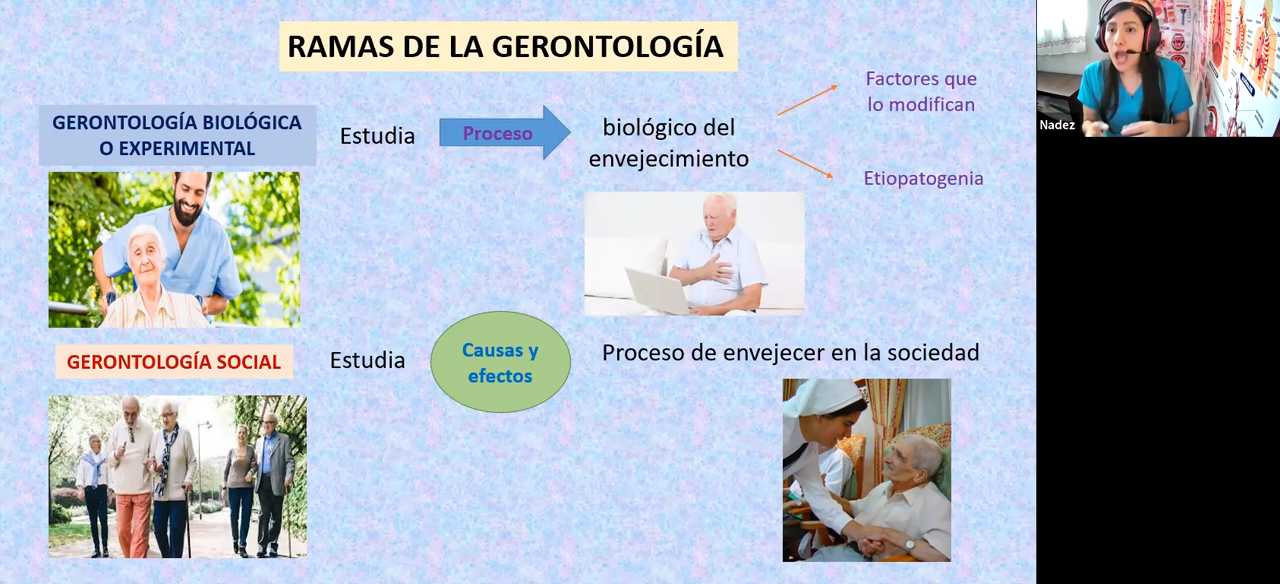 RAMAS DE LA GERONTOLOGÍA
GERONTOLOGÍA BIOLÓGICA
O EXPERIMENTAL
Estudia
Proceso
biológico del
envejecimiento
Factores que
lo modifican
Etiopatogenia
GERONTOLOGÍA SOCIAL
Estudia
Causas y
efectos
Proceso de envejecer en la sociedad
Nadez